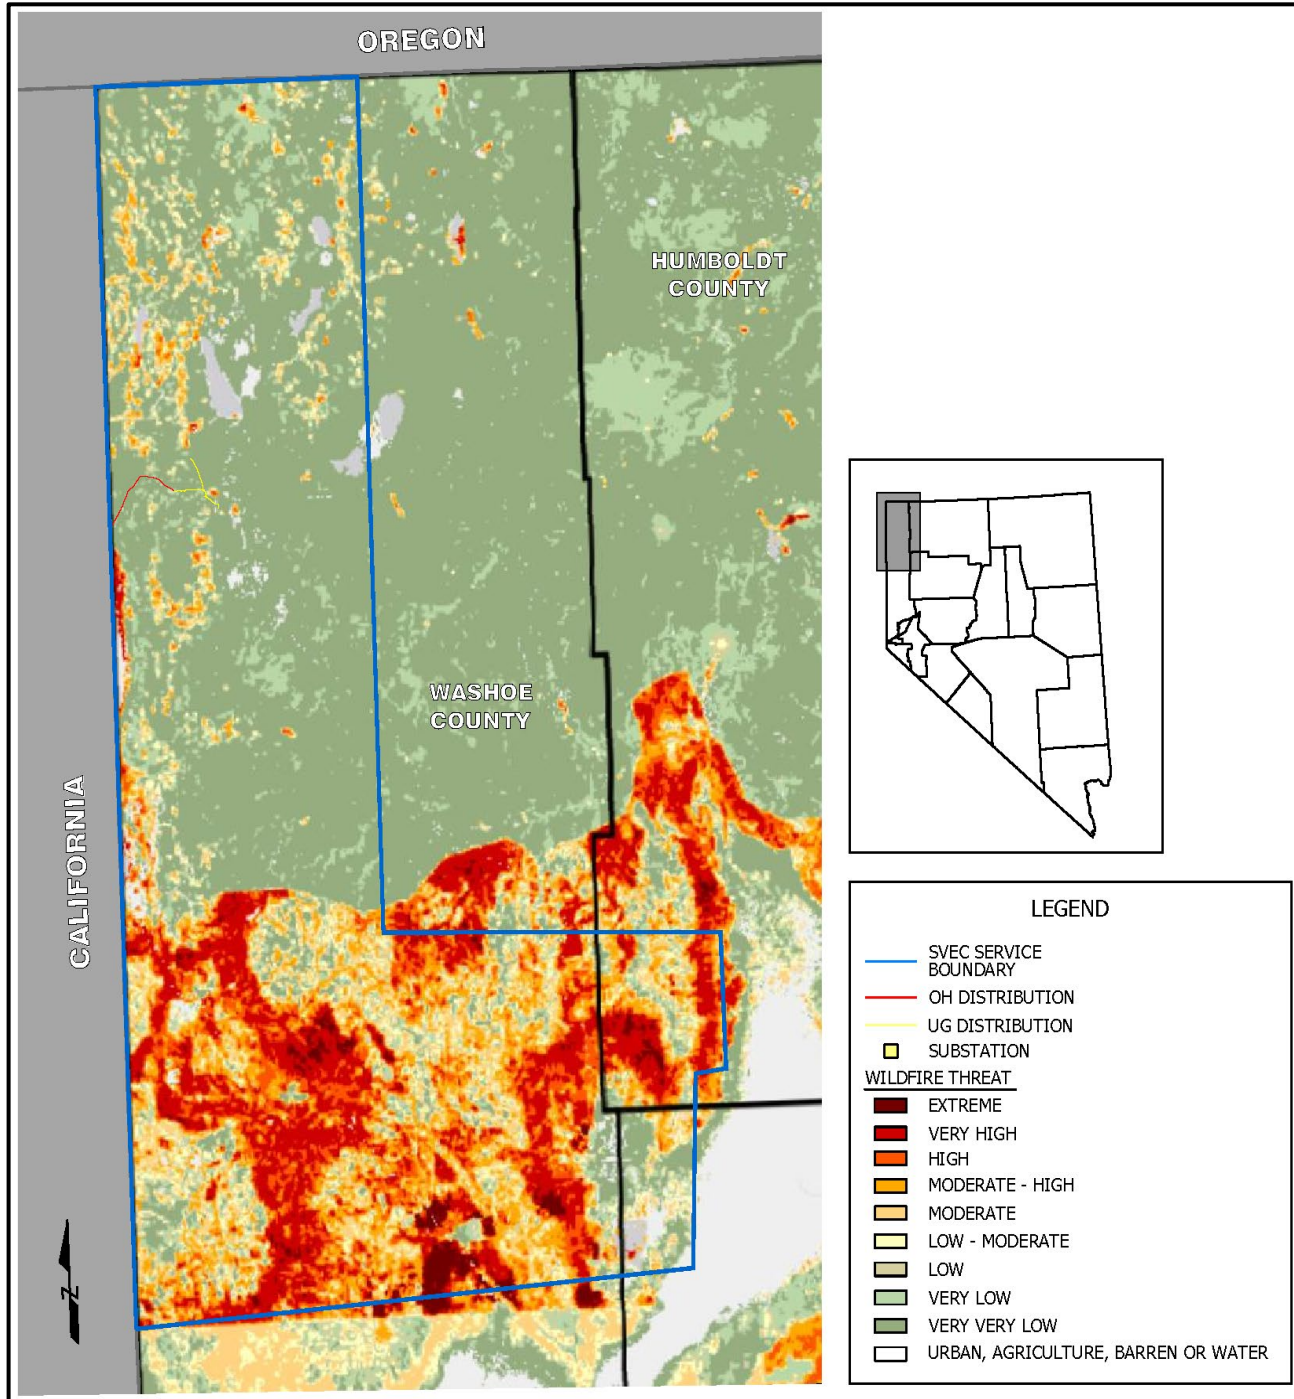 OREGON
HUMBOLDT
COUNTY
WASHOE
COUNTY
CALIFORNIA
N
LEGEND
SVEC SERVICE
BOUNDARY
OH DISTRIBUTION
UG DISTRIBUTION
SUBSTATION
WILDFIRE THREAT
EXTREME
VERY HIGH
HIGH
MODERATE - HIGH
MODERATE
LOW - MODERATE
LOW
VERY LOW
VERY VERY LOW
URBAN, AGRICULTURE, BARREN OR WATER